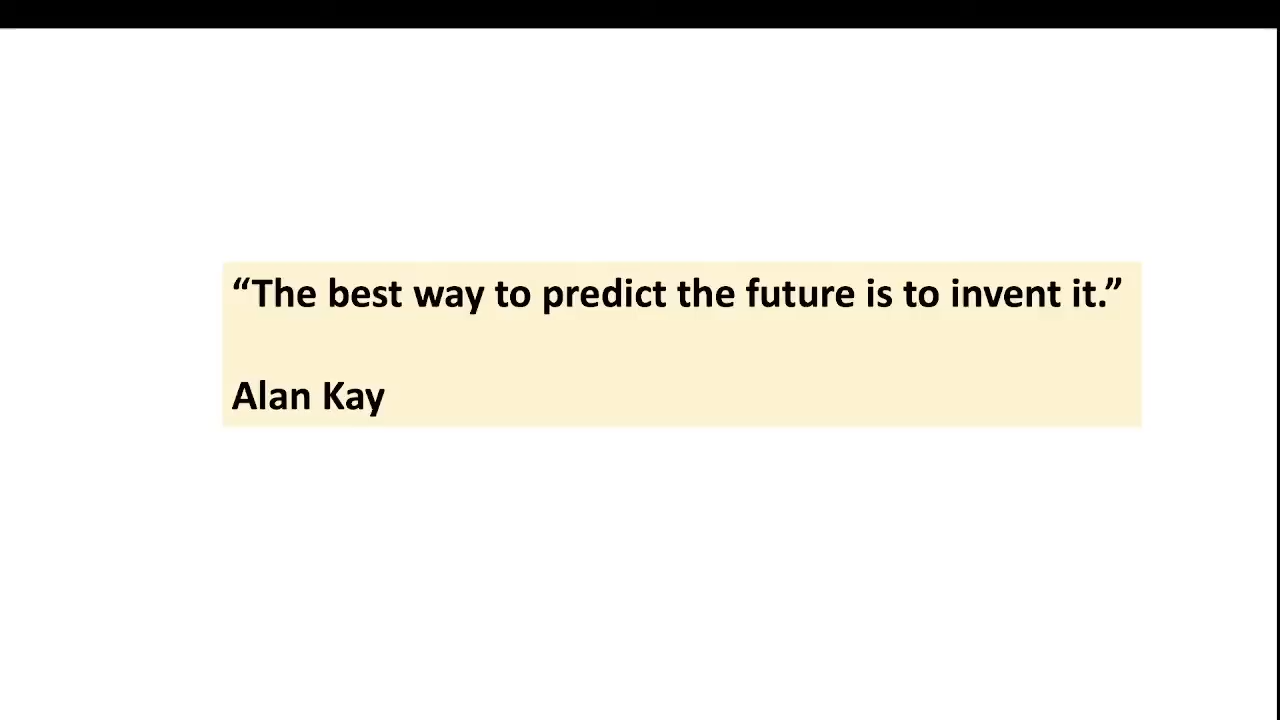 “The best way to predict the future is to invent it.”
Alan Kay